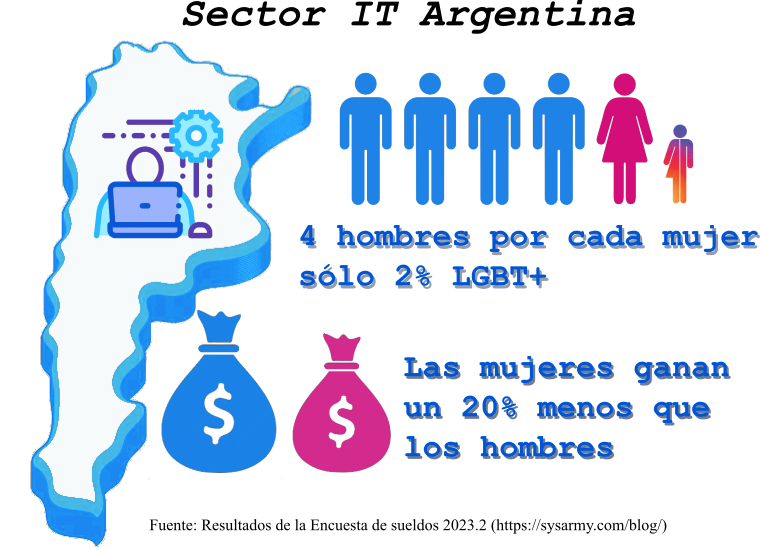 Sector IT Argentina
4 hombres por cada mujer
sólo 2% LGBT+
Las mujeres ganan
un 20% menos que
los hombres
$
$
Fuente: Resultados de la Encuesta de sueldos 2023.2 (https://sysarmy.com/blog/)